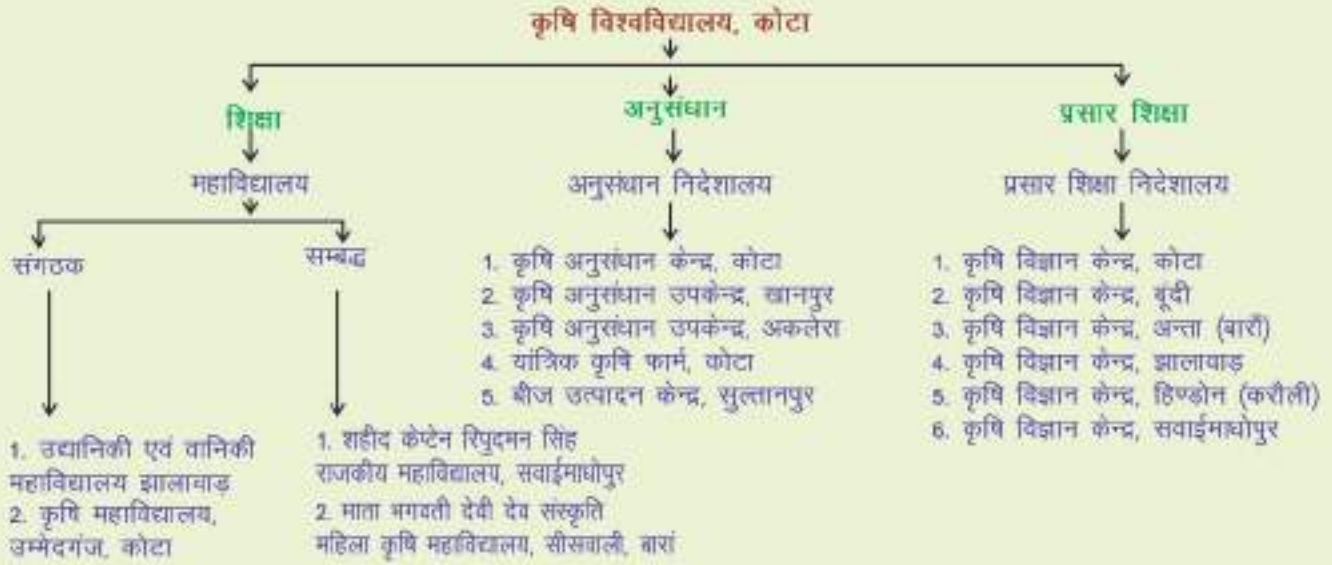 कृषि विश्वविद्यालय, कोटा
शिक्षा
महाविद्यालय
संगठक
1. उद्यानिकी एवं वानिकी
महाविद्यालय झालावाड़
2. कृषि महाविद्यालय,
उम्मेदगंज, कोटा
सम्बद्ध
1. शहीद केप्टेन रिपुदमन सिंह
राजकीय महाविद्यालय, सवाईमाधोपुर
2. माता भगवती देवी देव संस्कृति
महिला कृषि महाविद्यालय, सीसवाली, बारां
अनुसंधान
अनुसंधान निदेशालय
1. कृषि अनुसंधान केन्द्र, कोटा
2. कृषि अनुसंधान उपकेन्द्र, खानपुर
3. कृषि अनुसंधान उपकेन्द्र, अकलेरा
4. यांत्रिक कृषि फार्म, कोटा
5. बीज उत्पादन केन्द्र, सुल्तानपुर
प्रसार शिक्षा
प्रसार शिक्षा निदेशालय
1. कृषि विज्ञान केन्द्र, कोटा
2. कृषि विज्ञान केन्द्र, बूंदी
3. कृषि विज्ञान केन्द्र, अन्ता (बारॉं)
4. कृषि विज्ञान केन्द्र, झालावाड़
5. कृषि विज्ञान केन्द्र, हिण्डोन (करौली)
6. कृषि विज्ञान केन्द्र, सवाईमाधोपुर